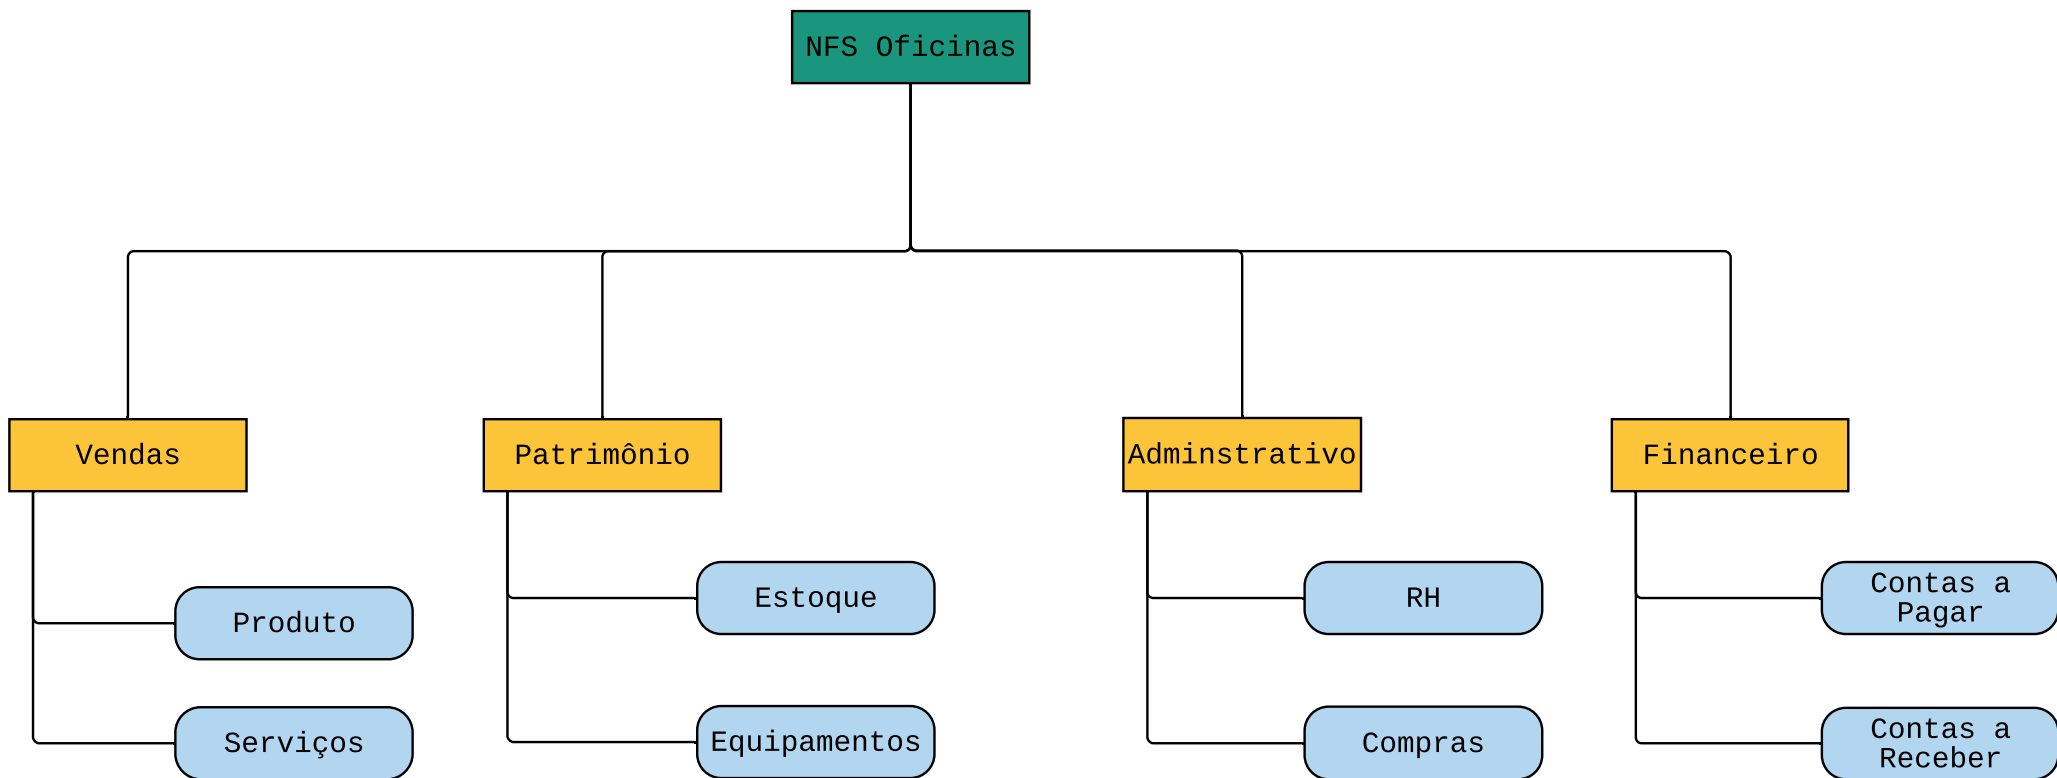 NFS Oficinas
Vendas
Patrimônio
Adminstrativo
Financeiro
Produto
Serviços
Estoque
Equipamentos
RH
Compras
Contas a
Pagar
Contas a
Receber